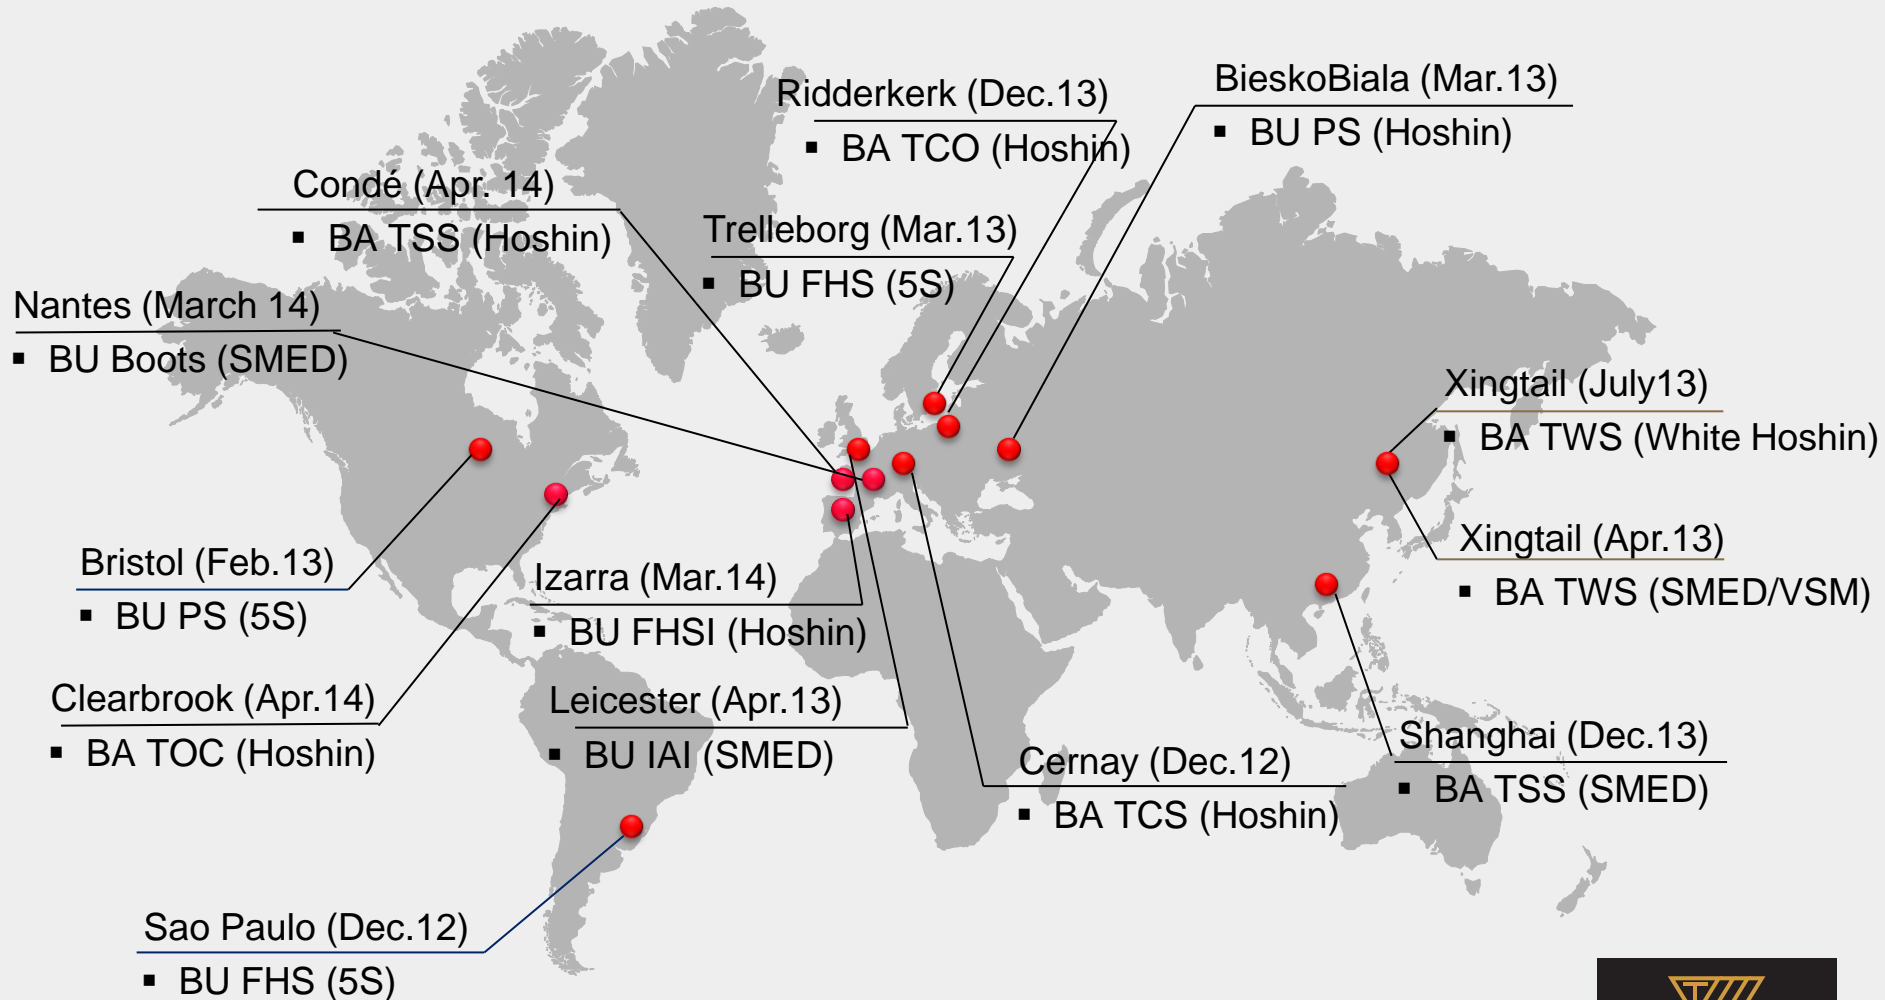 BieskoBiala (Mar.13)
▪ BU PS (Hoshin)
Ridderkerk (Dec.13)
▪ BA TCO (Hoshin)
Condé (Apr. 14)
▪ BA TSS (Hoshin)
Trelleborg (Mar.13)
▪ BU FHS (5S)
Nantes (March 14)
▪ BU Boots (SMED)
Xingtail (July13)
▪ BA TWS (White Hoshin)
Xingtail (Apr.13)
▪ BA TWS (SMED/VSM)
Bristol (Feb.13)
▪ BU PS (5S)
Izarra (Mar.14)
▪ BU FHSI (Hoshin)
Clearbrook (Apr.14)
▪ BA TOC (Hoshin)
Leicester (Apr.13)
▪ BU IAI (SMED)
Cernay (Dec.12)
▪ BA TCS (Hoshin)
Shanghai (Dec.13)
▪ BA TSS (SMED)
Sao Paulo (Dec.12)
▪ BU FHS (5S)